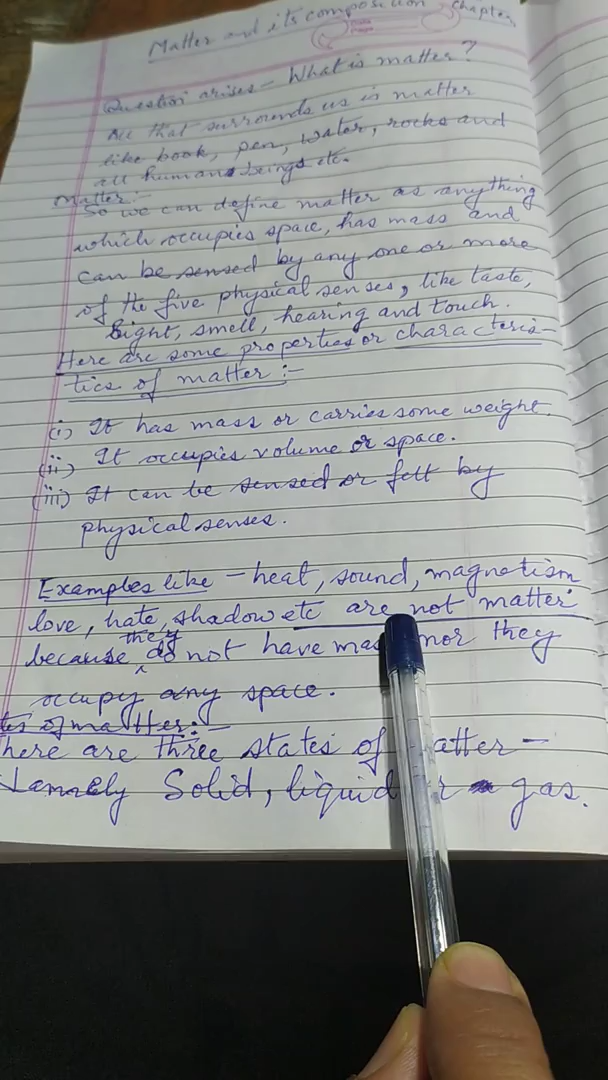 Matter and its composition Chapter
Question arises - What is matter?
All that surrounds us is matter
like book, pen, water, rocks and
all human beings etc.
Matter:-
So we can define matter as anything
which occupies space, has mass and
can be sensed by any one or more
of the five physical senses, like taste,
Sight, smell, hearing and touch.
Here are some properties or characteris-
tics of matter:-
(i) It has mass or carries some weight.
(ii) It occupies volume or space.
(iii) It can be sensed or felt by
physical senses.
Examples like - heat, sound, magnetism
love, hate, shadow etc are not matter
because they do not have mass nor they
occupy any space.
of matter:-
here are three states of matter -
Namely Solid, liquid or gas.